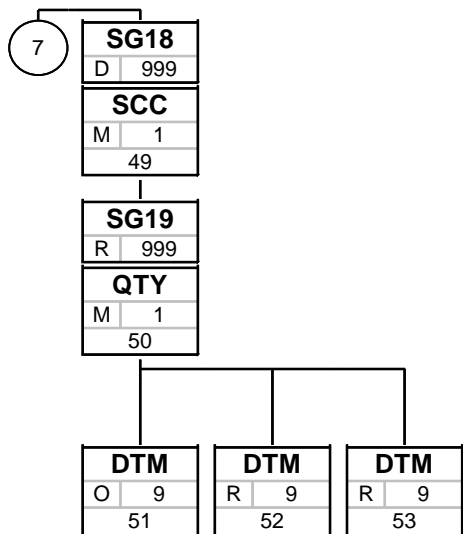 7
SG18
D 999
SCC
M 1
49
SG19
R 999
QTY
M 1
50
DTM DTM DTM
O 9 R 9 R 9
51 52 53